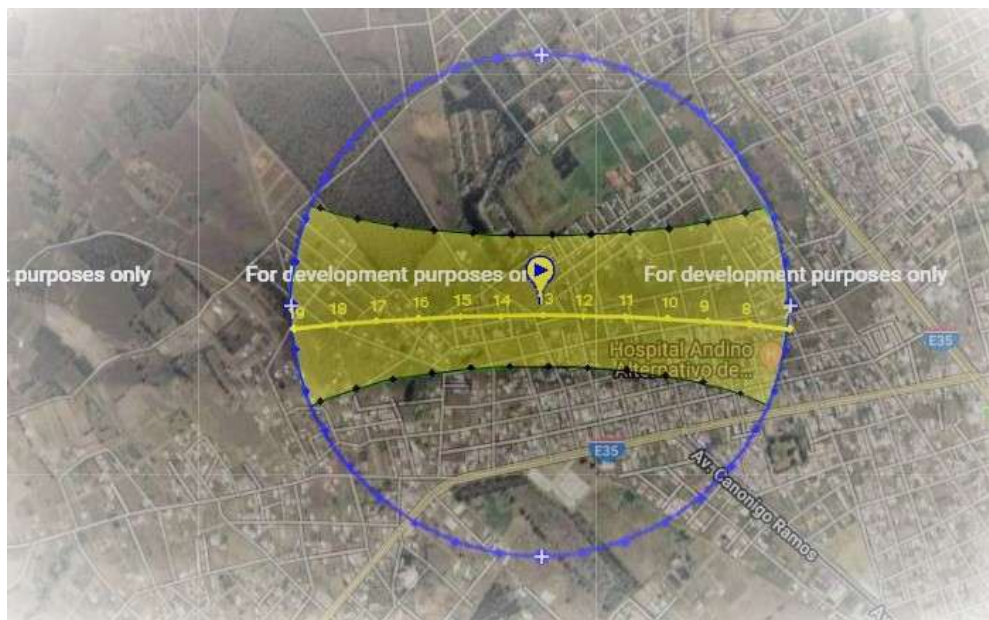 t purposes only
For development purposes only
For development purposes only
19 18 17 16 15 14 13 12 11 10 9 8
Hospital Andino
Alternativo de...
E35
E35
Av. Canonigo Ramos